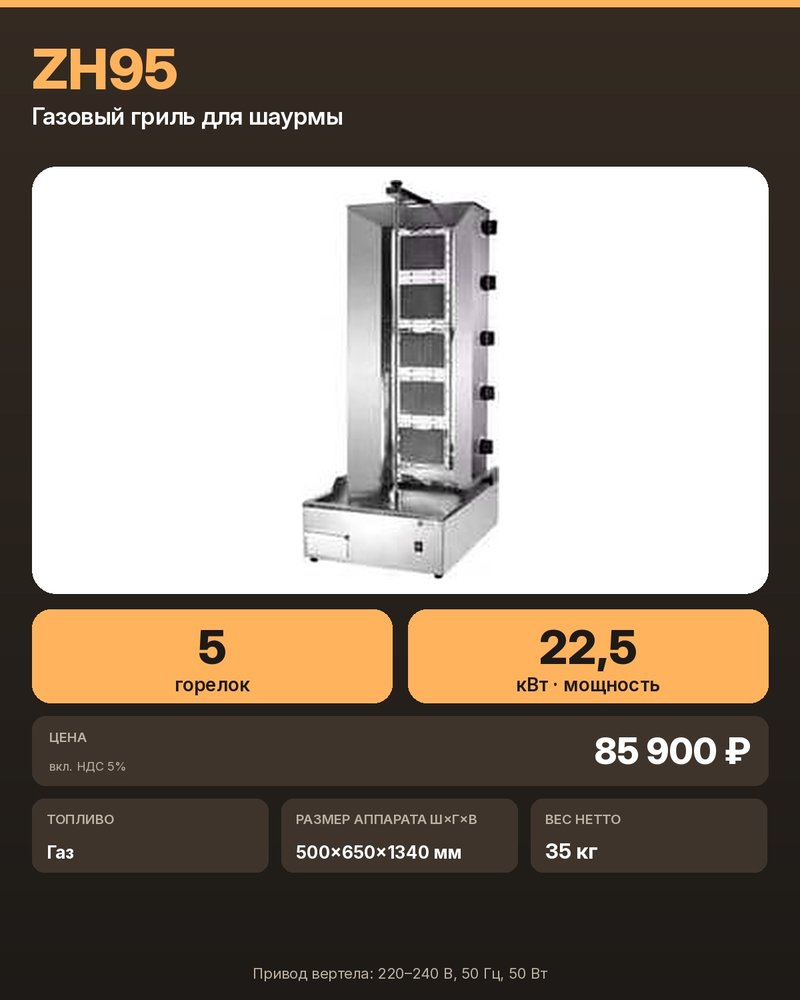 ZH95
Газовый гриль для шаурмы
5
горелок
22,5
кВт · мощность
ЦЕНА
вкл. НДС 5%
85 900 ₽
ТОПЛИВО
Газ
РАЗМЕР АППАРАТА Ш×Г×В
500×650×1340 мм
ВЕС НЕТТО
35 кг
Привод вертела: 220–240 В, 50 Гц, 50 Вт